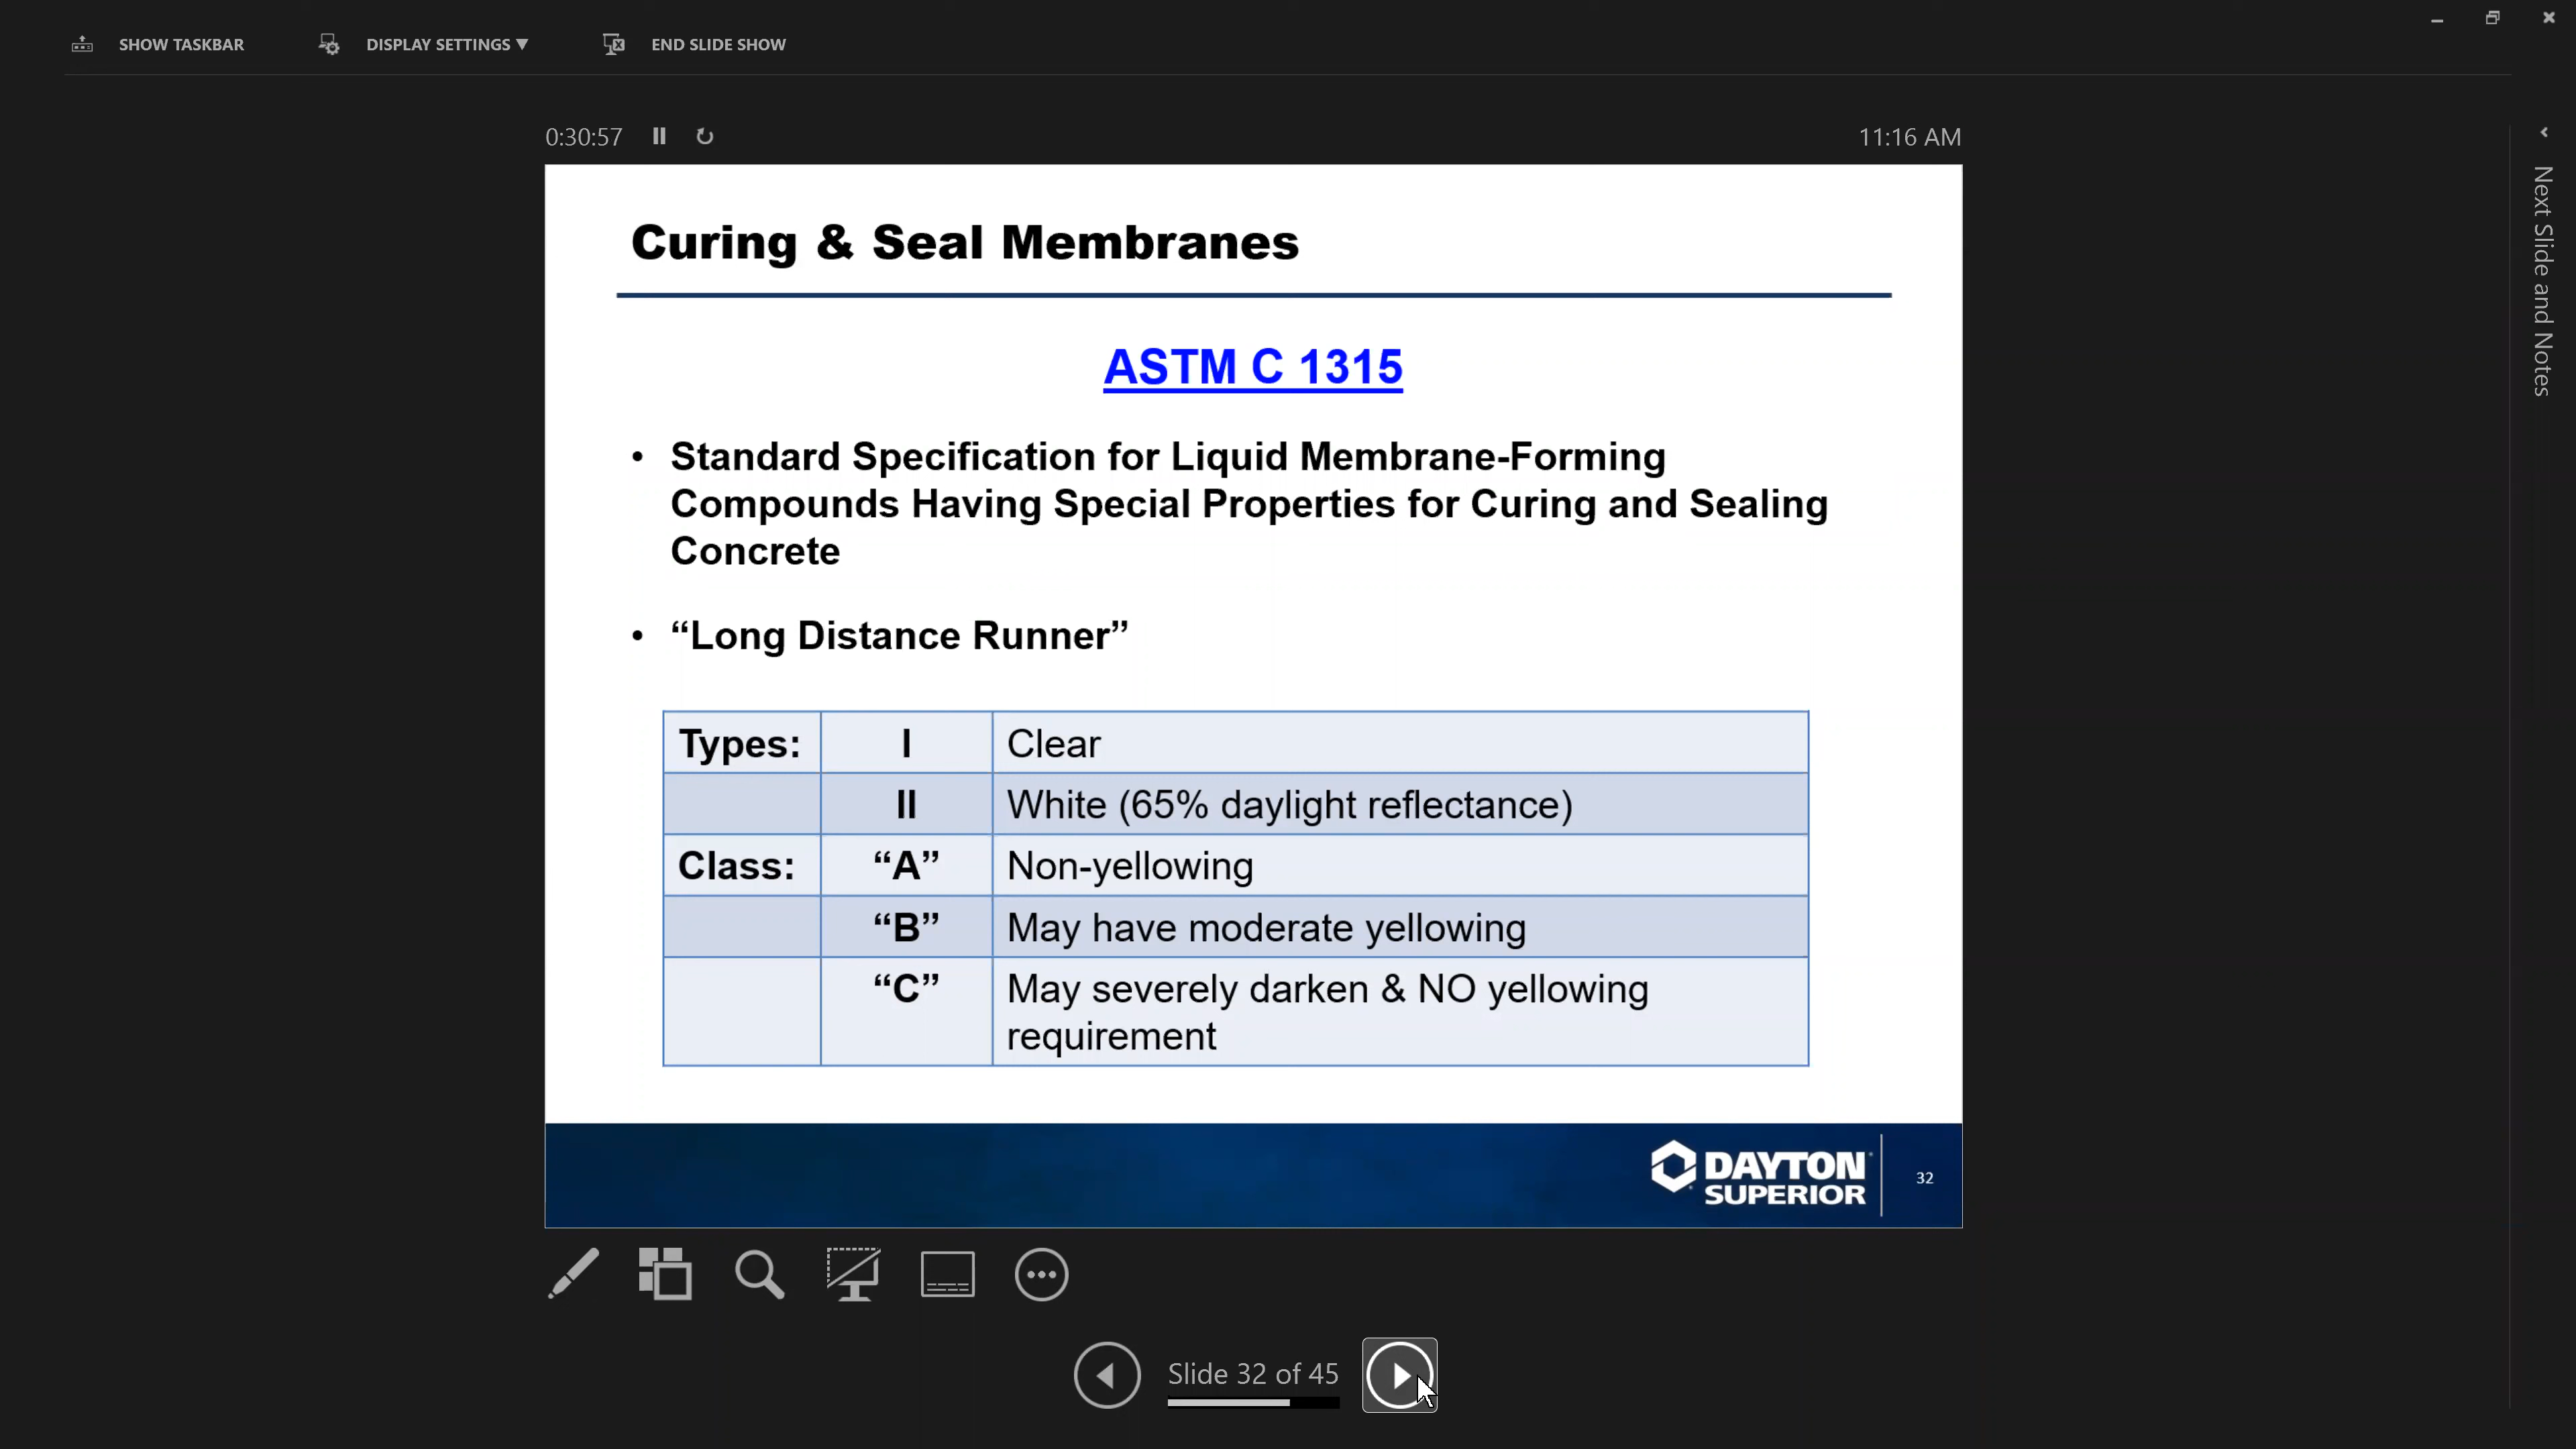 SHOW TASKBAR
DISPLAY SETTINGS ▼
END SLIDE SHOW
0:30:57
11:16 AM
Curing & Seal Membranes
ASTM C 1315
• Standard Specification for Liquid Membrane-Forming
Compounds Having Special Properties for Curing and Sealing
Concrete
• “Long Distance Runner”
Types: I Clear
II White (65% daylight reflectance)
Class: “A” Non-yellowing
“B” May have moderate yellowing
“C” May severely darken & NO yellowing
requirement
DAYTON
SUPERIOR
32
Slide 32 of 45
Next Slide and Notes